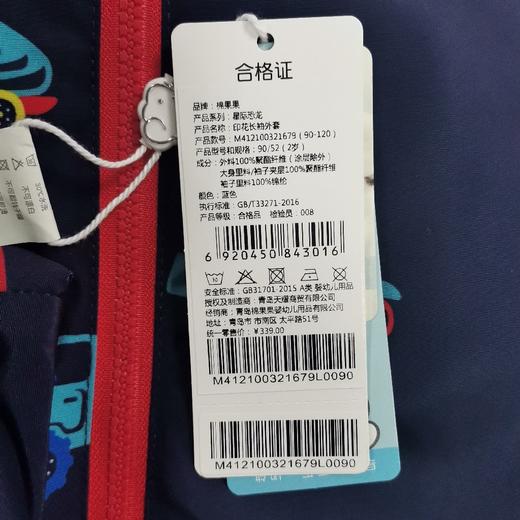 合格证
品牌：棉果果
产品系列：星际恐龙
产品名称：印花长袖外套
产品款号：M412100321679（90-120）
产品型号和规格：90/52（2岁）
成分：外料100%聚酯纤维（涂层除外）
大身里料/袖子夹层100%聚酯纤维
袖子里料100%锦纶
颜色：蓝色
执行标准：GB/T33271-2016
产品等级：合格品 检验员：008
6 920450 843016
安全标准：GB31701-2015 A类 婴幼儿用品
授权及制造商：青岛天耀商贸有限公司
经销商：青岛棉果果婴幼儿用品有限公司
地址：青岛市 市南区 太平路51号
统一零售价：￥339.00
M412100321679L0090
M412100321679L0090